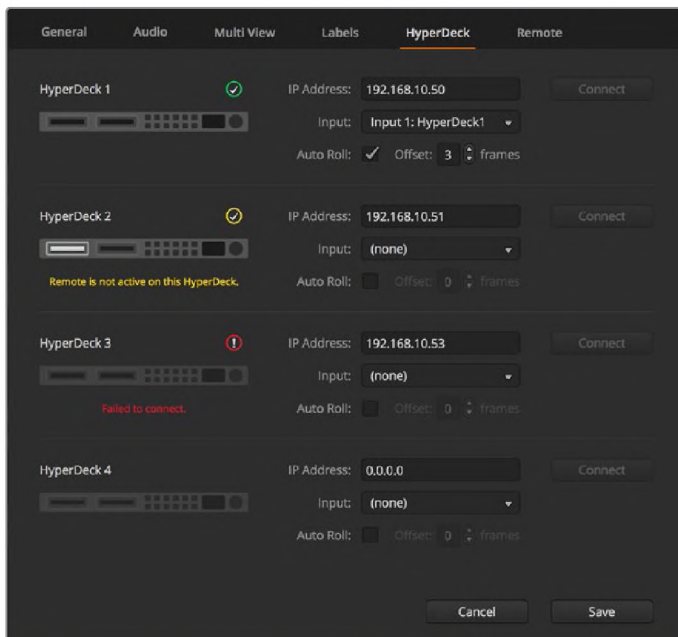 General Audio Multi View Labels HyperDeck Remote
HyperDeck 1 IP Address: 192.168.10.50 Connect
Input: Input 1: HyperDeck1
Auto Roll: Offset: 3 frames
HyperDeck 2 IP Address: 192.168.10.51 Connect
Input: (none)
Remote is not active on this HyperDeck. Auto Roll: Offset: 0 frames
HyperDeck 3 IP Address: 192.168.10.53 Connect
Input: (none)
Failed to connect. Auto Roll: Offset: 0 frames
HyperDeck 4 IP Address: 0.0.0.0 Connect
Input: (none)
Auto Roll: Offset: 0 frames
Cancel Save